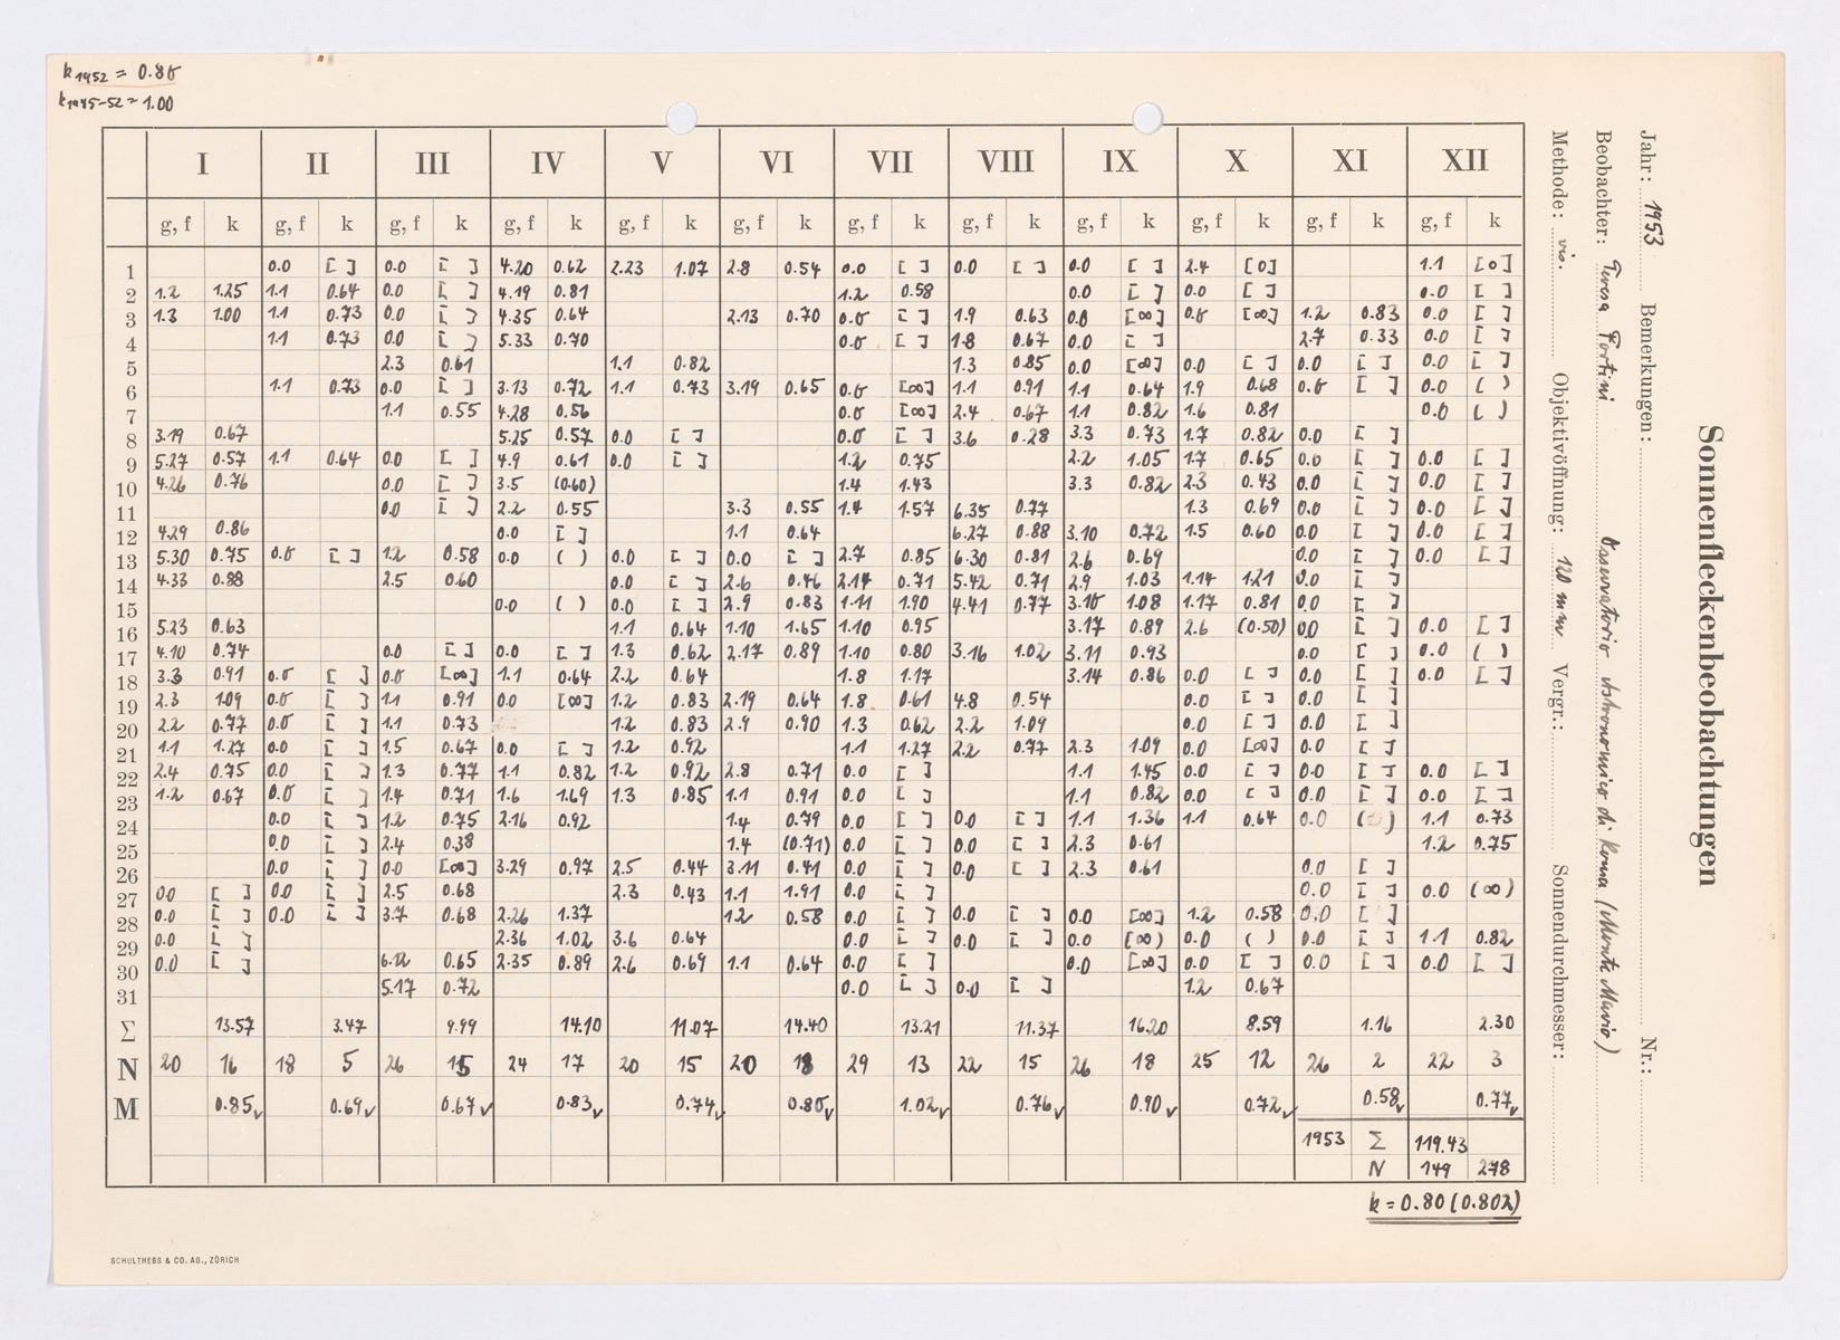 k1952 = 0.80
k1945-52 = 1.00
I II III IV V VI VII VIII IX X XI XII
g, f k g, f k g, f k g, f k g, f k g, f k g, f k g, f k g, f k g, f k g, f k g, f k
1 0.0 [ ] 0.0 [ ] 4.20 0.62 2.23 1.07 2.8 0.54 0.0 [ ] 0.0 [ ] 0.0 [ ] 2.4 [0] 1.1 [0]
2 1.2 1.25 1.1 0.64 0.0 [ ] 4.19 0.81 1.2 0.58 0.0 [ ] 0.0 [ ] 0.0 [ ]
3 1.3 1.00 1.1 0.73 0.0 [ ] 4.35 0.64 2.13 0.70 0.0 [ ] 1.9 0.63 0.0 [∞] 0.0 [∞] 1.2 0.83 0.0 [ ]
4 1.1 0.73 0.0 [ ] 5.33 0.70 0.0 [ ] 1.8 0.67 0.0 [ ] 2.7 0.33 0.0 [ ]
5 2.3 0.61 1.1 0.82 1.3 0.85 0.0 [∞] 0.0 [ ] 0.0 [ ] 0.0 [ ]
6 1.1 0.73 0.0 [ ] 3.13 0.72 1.1 0.73 3.19 0.65 0.0 [∞] 1.1 0.91 1.1 0.64 1.9 0.68 0.0 [ ] 0.0 ( )
7 1.1 0.55 4.28 0.56 0.0 [∞] 2.4 0.67 1.1 0.82 1.6 0.81 0.0 ( )
8 3.19 0.67 5.25 0.57 0.0 [ ] 0.0 [ ] 3.6 0.28 3.3 0.73 1.7 0.82 0.0 [ ]
9 5.27 0.57 1.1 0.64 0.0 [ ] 4.9 0.61 0.0 [ ] 1.2 0.75 2.2 1.05 1.7 0.65 0.0 [ ] 0.0 [ ]
10 4.26 0.76 0.0 [ ] 3.5 (0.60) 1.4 1.43 3.3 0.82 2.3 0.43 0.0 [ ] 0.0 [ ]
11 0.0 [ ] 2.2 0.55 3.3 0.55 1.4 1.57 6.35 0.77 1.3 0.69 0.0 [ ] 0.0 [ ]
12 4.29 0.86 0.0 [ ] 1.1 0.64 6.27 0.88 3.10 0.72 1.5 0.60 0.0 [ ] 0.0 [ ]
13 5.30 0.75 0.0 [ ] 1.2 0.58 0.0 ( ) 0.0 [ ] 0.0 [ ] 2.7 0.85 6.30 0.81 2.6 0.69 0.0 [ ] 0.0 [ ]
14 4.33 0.88 2.5 0.60 0.0 [ ] 2.6 0.46 2.14 0.71 5.42 0.71 2.9 1.03 1.14 1.21 0.0 [ ]
15 0.0 ( ) 0.0 [ ] 2.9 0.83 1.11 1.90 4.41 0.77 3.10 1.08 1.17 0.81 0.0 [ ]
16 5.23 0.63 1.1 0.64 1.10 1.65 1.10 0.95 3.17 0.89 2.6 (0.50) 0.0 [ ] 0.0 [ ]
17 4.10 0.74 0.0 [ ] 0.0 [ ] 1.3 0.62 2.17 0.89 1.10 0.80 3.16 1.02 3.11 0.93 0.0 [ ] 0.0 ( )
18 3.3 0.91 0.0 [ ] 0.0 [∞] 1.1 0.64 2.2 0.64 1.8 1.17 3.14 0.86 0.0 [ ] 0.0 [ ] 0.0 [ ]
19 2.3 1.09 0.0 [ ] 1.1 0.91 0.0 [∞] 1.2 0.83 2.19 0.64 1.8 0.61 4.8 0.54 0.0 [ ] 0.0 [ ]
20 2.2 0.77 0.0 [ ] 1.1 0.73 1.2 0.83 2.9 0.90 1.3 0.62 2.2 1.09 0.0 [ ] 0.0 [ ]
21 1.1 1.27 0.0 [ ] 1.5 0.67 0.0 [ ] 1.2 0.92 1.1 1.27 2.2 0.77 2.3 1.09 0.0 [∞] 0.0 [ ]
22 2.4 0.75 0.0 [ ] 1.3 0.77 1.1 0.82 1.2 0.92 2.8 0.71 0.0 [ ] 1.1 1.45 0.0 [ ] 0.0 [ ] 0.0 [ ]
23 1.2 0.67 0.0 [ ] 1.4 0.71 1.6 1.69 1.3 0.85 1.1 0.91 0.0 [ ] 1.1 0.82 0.0 [ ] 0.0 [ ] 0.0 [ ]
24 0.0 [ ] 1.2 0.75 2.16 0.92 1.4 0.79 0.0 [ ] 0.0 [ ] 1.1 1.36 1.1 0.64 0.0 ( ) 1.1 0.73
25 0.0 [ ] 2.4 0.38 1.4 (0.71) 0.0 [ ] 0.0 [ ] 2.3 0.61 1.2 0.75
26 0.0 [ ] 0.0 [∞] 3.29 0.97 2.5 0.44 3.11 0.41 0.0 [ ] 0.0 [ ] 2.3 0.61 0.0 [ ]
27 0.0 [ ] 0.0 [ ] 2.5 0.68 2.3 0.43 1.1 1.91 0.0 [ ] 0.0 [ ] 0.0 (∞)
28 0.0 [ ] 0.0 [ ] 3.7 0.68 2.26 1.37 1.2 0.58 0.0 [ ] 0.0 [ ] 0.0 [∞] 1.2 0.58 0.0 [ ]
29 0.0 [ ] 2.36 1.02 3.6 0.64 0.0 [ ] 0.0 [ ] 0.0 [∞) 0.0 ( ) 0.0 [ ] 1.1 0.82
30 0.0 [ ] 6.12 0.65 2.35 0.89 2.6 0.69 1.1 0.64 0.0 [ ] 0.0 [∞] 0.0 [ ] 0.0 [ ] 0.0 [ ]
31 5.17 0.72 0.0 [ ] 0.0 [ ] 1.2 0.67
Σ 13.57 3.47 9.99 14.10 11.07 14.40 13.21 11.37 16.20 8.59 1.16 2.30
N 20 16 18 5 26 15 24 17 20 15 20 18 29 13 22 15 26 18 25 12 26 2 22 3
M 0.85 0.69 0.67 0.83 0.74 0.80 1.02 0.76 0.90 0.72 0.58 0.77
1953 Σ 119.43
N 149 278
k = 0.80 (0.802)
SCHULTHESS & CO. AG., ZÜRICH
Sonnenfleckenbeobachtungen
Jahr: 1953 Bemerkungen: Nr.:
Beobachter: Teresa Fortini Osservatorio Astronomico di Roma (Monte Mario)
Methode: vis. Objektivöffnung: 120 mm Vergr.: Sonnendurchmesser: